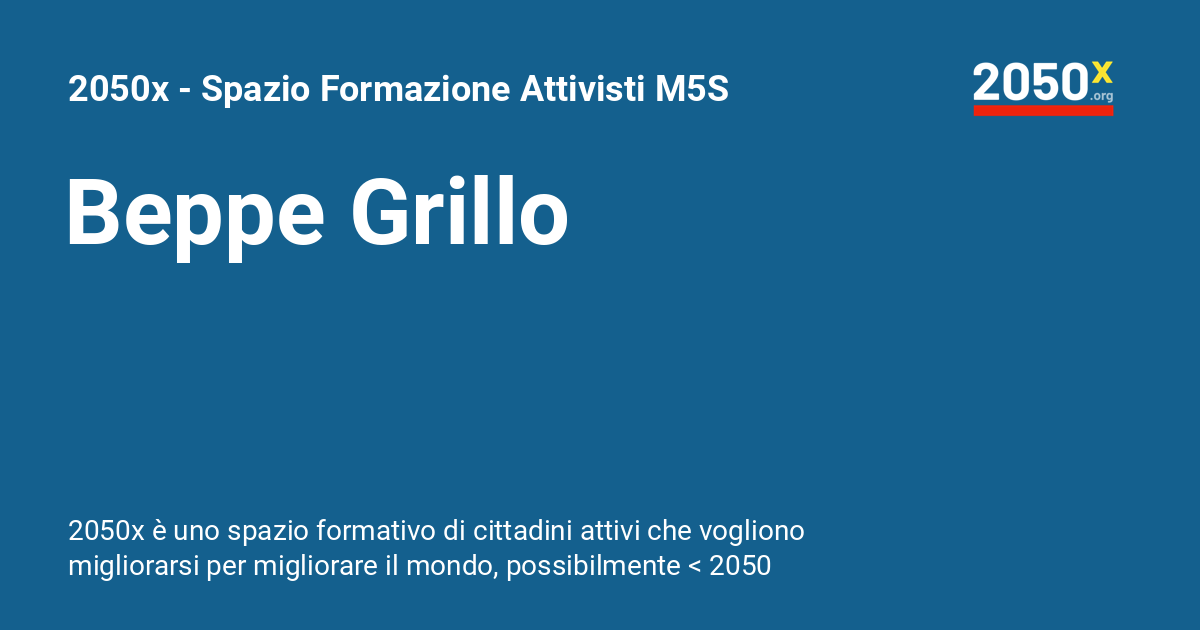 2050x - Spazio Formazione Attivisti M5S
2050x
.org
Beppe Grillo
2050x è uno spazio formativo di cittadini attivi che vogliono
migliorarsi per migliorare il mondo, possibilmente < 2050